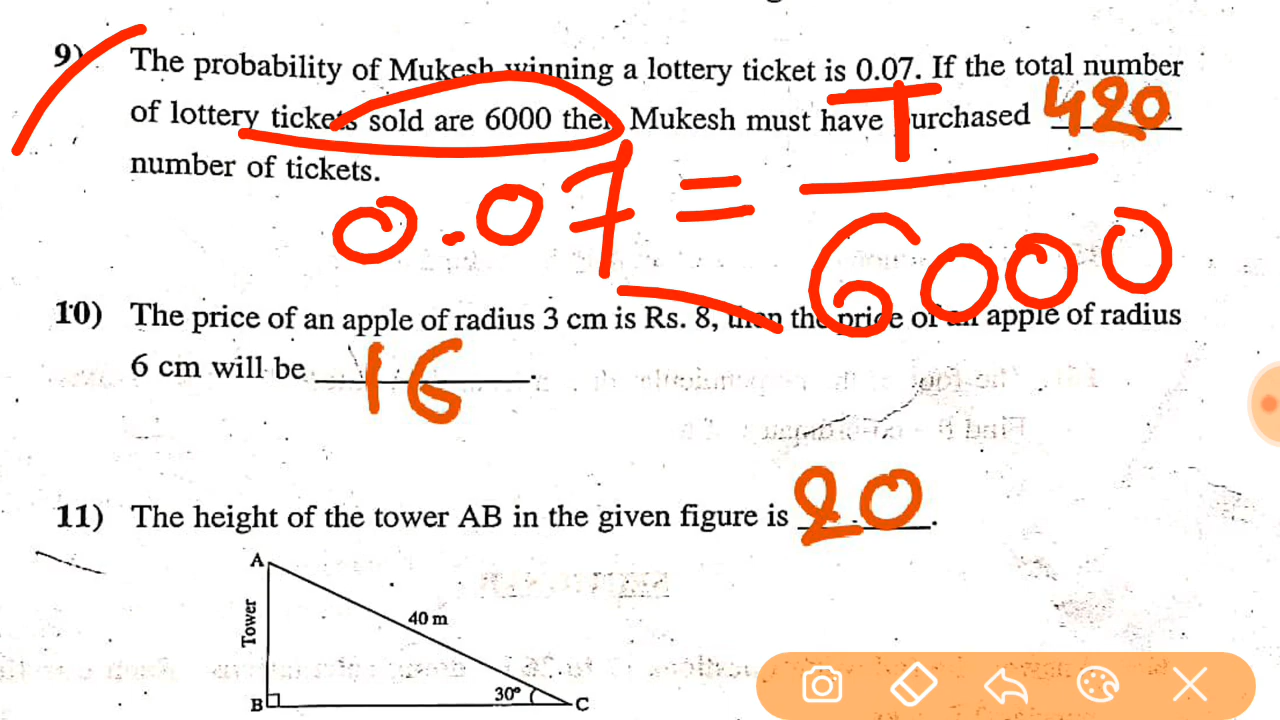 9) The probability of Mukesh winning a lottery ticket is 0.07. If the total number
of lottery tickets sold are 6000 then Mukesh must have purchased 420
number of tickets.
0.07 = T
6000
10) The price of an apple of radius 3 cm is Rs. 8, then the price of an apple of radius
6 cm will be 16.
11) The height of the tower AB in the given figure is 20.
A
Tower
40 m
B
30°
C